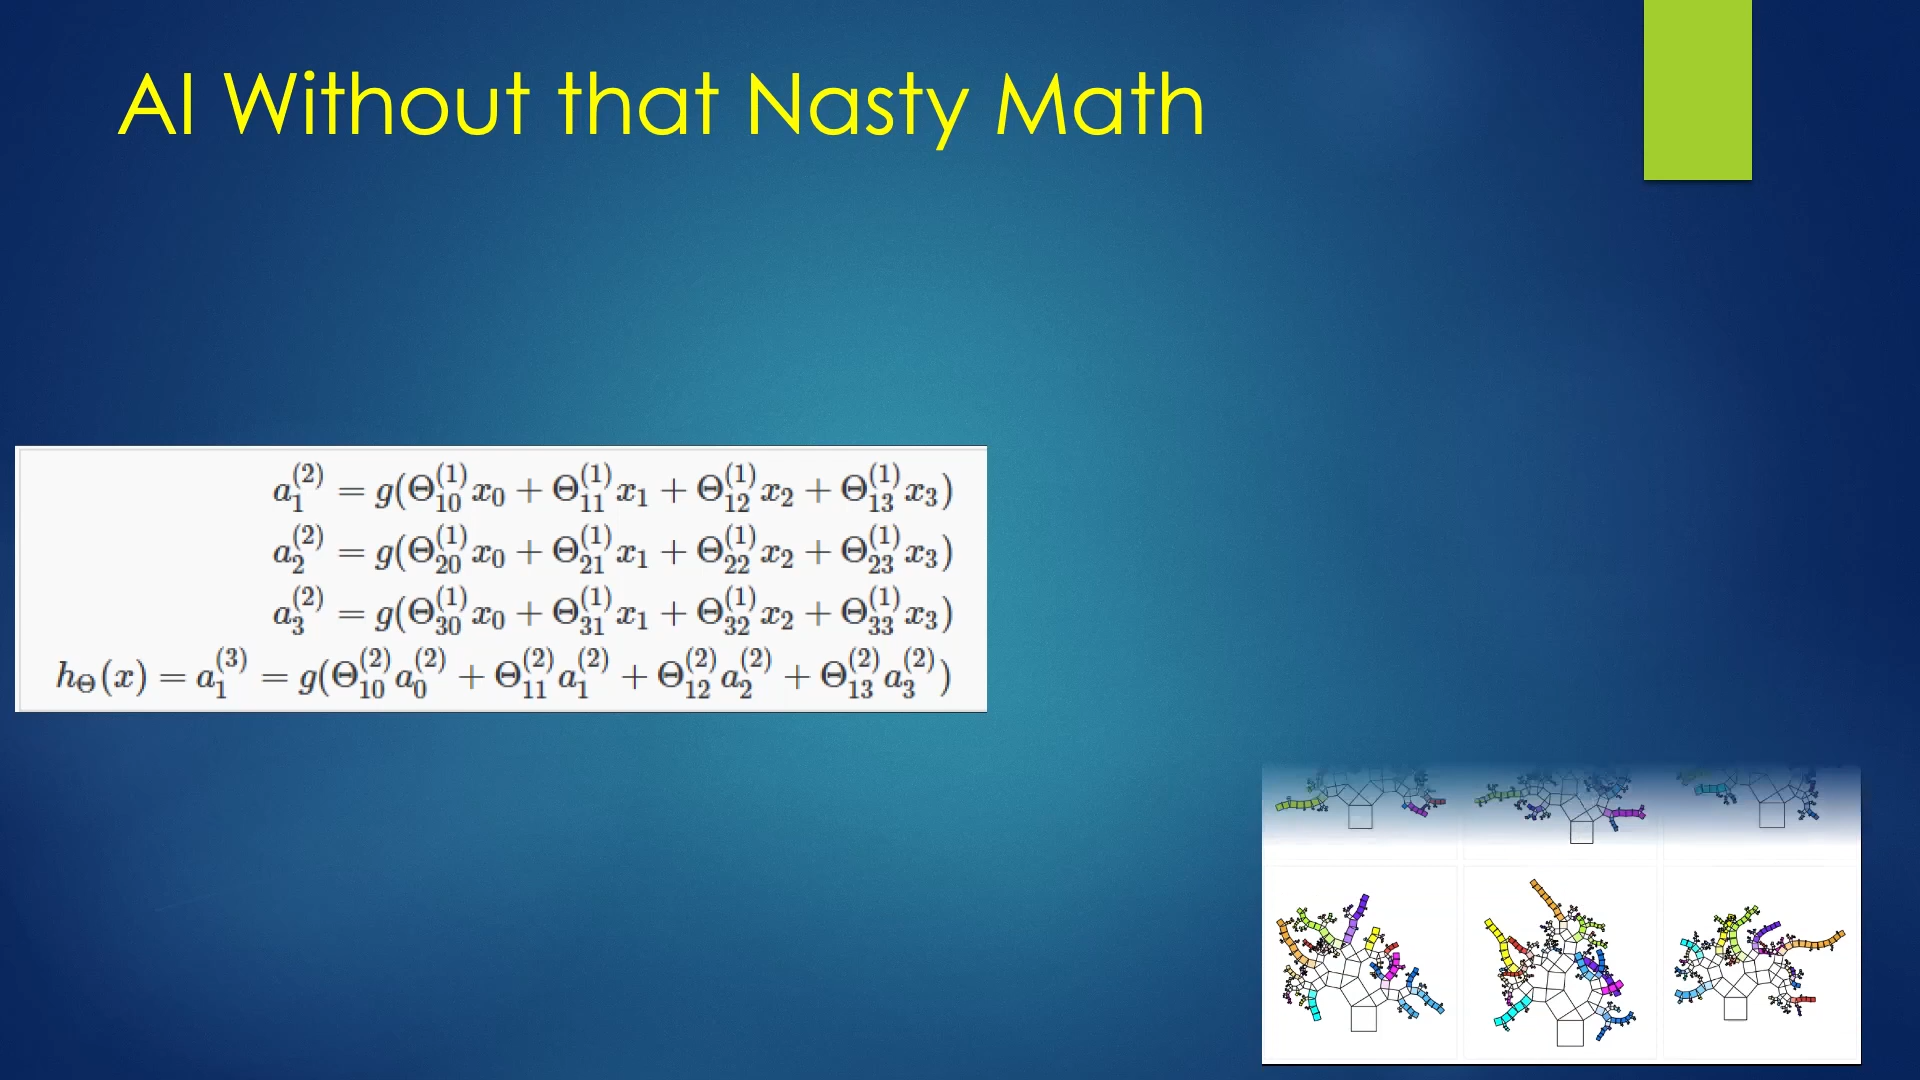 AI Without that Nasty Math
a₁⁽²⁾ = g(Θ₁₀⁽¹⁾x₀ + Θ₁₁⁽¹⁾x₁ + Θ₁₂⁽¹⁾x₂ + Θ₁₃⁽¹⁾x₃)
a₂⁽²⁾ = g(Θ₂₀⁽¹⁾x₀ + Θ₂₁⁽¹⁾x₁ + Θ₂₂⁽¹⁾x₂ + Θ₂₃⁽¹⁾x₃)
a₃⁽²⁾ = g(Θ₃₀⁽¹⁾x₀ + Θ₃₁⁽¹⁾x₁ + Θ₃₂⁽¹⁾x₂ + Θ₃₃⁽¹⁾x₃)
h_Θ(x) = a₁⁽³⁾ = g(Θ₁₀⁽²⁾a₀⁽²⁾ + Θ₁₁⁽²⁾a₁⁽²⁾ + Θ₁₂⁽²⁾a₂⁽²⁾ + Θ₁₃⁽²⁾a₃⁽²⁾)